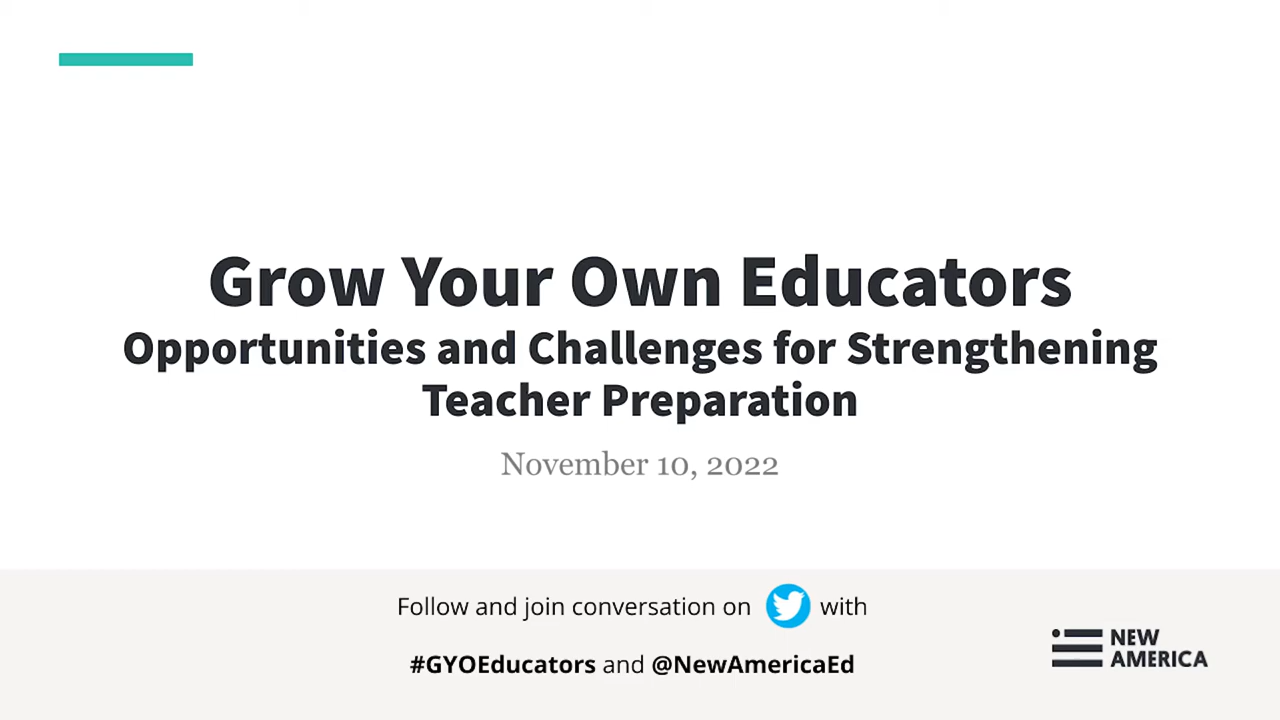 Grow Your Own Educators
Opportunities and Challenges for Strengthening
Teacher Preparation
November 10, 2022
Follow and join conversation on with
#GYOEducators and @NewAmericaEd
NEW
AMERICA